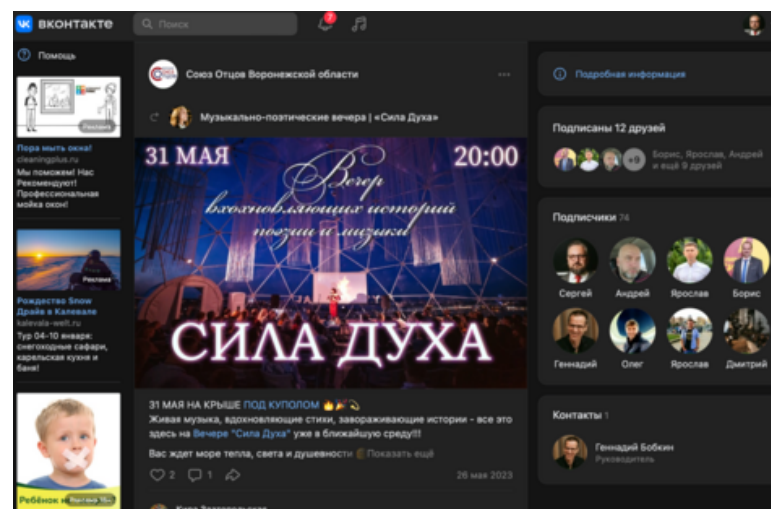 вконтакте
Поиск
Помощь
Реклама
Пора мыть окна!
cleaningplus.ru
Мы поможем! Нас
Рекомендуют!
Профессиональная
мойка окон!
Реклама
Рождество Snow
Драйв в Калевале
kalevala-welt.ru
Тур 04-10 января:
снегоходные сафари,
карельская кухня и
баня!
Союз Отцов Воронежской области
Музыкально-поэтические вечера | «Сила Духа»
31 МАЯ
20:00
Вечер
вдохновляющих историй
поэзии и музыки
СИЛА ДУХА
31 МАЯ НА КРЫШЕ ПОД КУПОЛОМ
Живая музыка, вдохновляющие стихи, завораживающие истории - все это
здесь на Вечере "Сила Духа" уже в ближайшую среду!!!
Вас ждет море тепла, света и душевности Показать ещё
2 1
26 мая 2023
Подробная информация
Подписаны 12 друзей
+9
Борис, Ярослав, Андрей
и ещё 9 друзей
Подписчики 74
Сергей Андрей Ярослав Борис
Геннадий Олег Ярослав Дмитрий
Контакты 1
Геннадий Бобкин
Руководитель